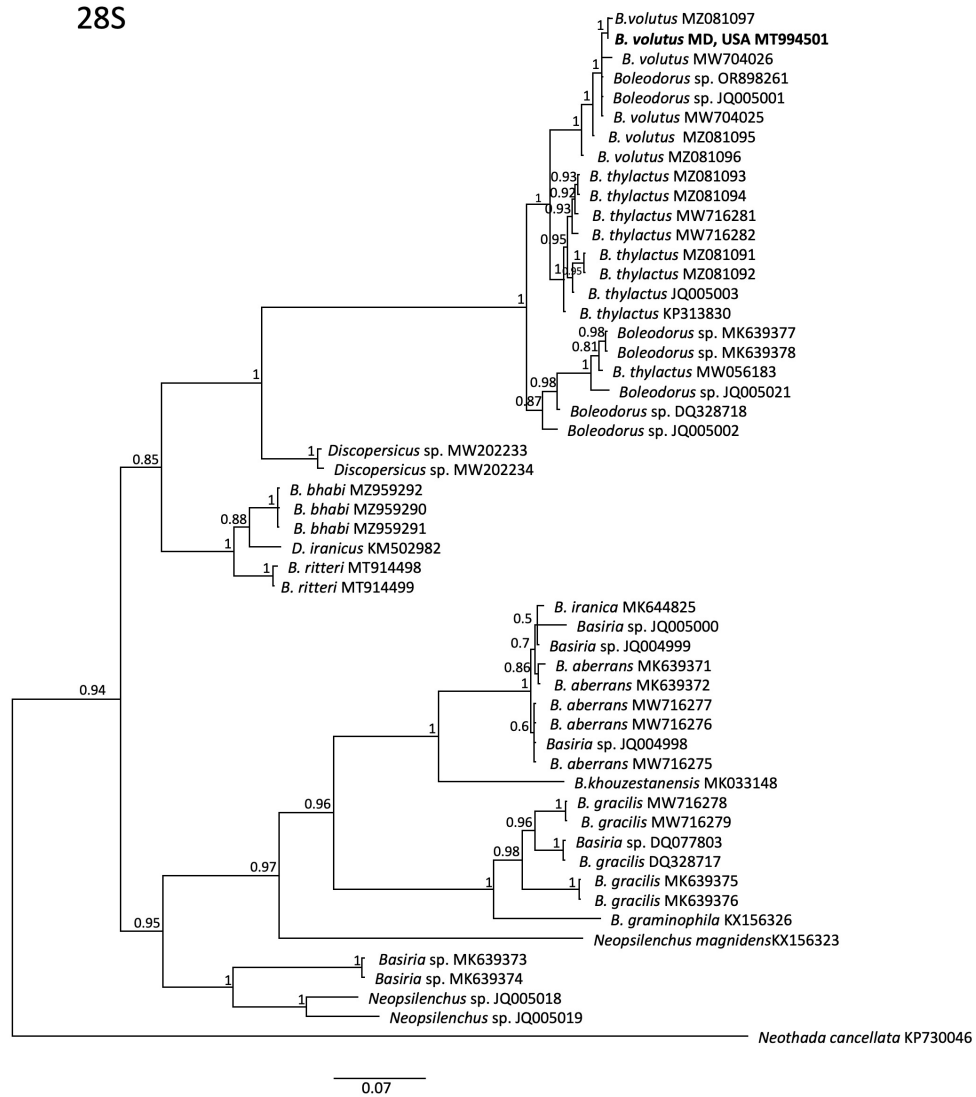 28S
B.volutus MZ081097
1
B. volutus MD, USA MT994501
B. volutus MW704026
1
Boleodorus sp. OR898261
1
Boleodorus sp. JQ005001
B. volutus MW704025
1
B. volutus MZ081095
B. volutus MZ081096
0.93
B. thylactus MZ081093
0.92
B. thylactus MZ081094
1
0.93
B. thylactus MW716281
B. thylactus MW716282
0.95
B. thylactus MZ081091
1
1
0.95
B. thylactus MZ081092
B. thylactus JQ005003
1
B. thylactus KP313830
0.98
Boleodorus sp. MK639377
0.81
Boleodorus sp. MK639378
1
B. thylactus MW056183
0.98
Boleodorus sp. JQ005021
0.87
Boleodorus sp. DQ328718
Boleodorus sp. JQ005002
1
1
Discopersicus sp. MW202233
0.85
Discopersicus sp. MW202234
B. bhabi MZ959292
1
B. bhabi MZ959290
0.88
B. bhabi MZ959291
1
D. iranicus KM502982
1
B. ritteri MT914498
B. ritteri MT914499
B. iranica MK644825
0.5
Basiria sp. JQ005000
0.7
Basiria sp. JQ004999
0.86
B. aberrans MK639371
1
B. aberrans MK639372
0.94
B. aberrans MW716277
0.6
B. aberrans MW716276
1
Basiria sp. JQ004998
B. aberrans MW716275
B.khouzestanensis MK033148
0.96
1
B. gracilis MW716278
0.96
B. gracilis MW716279
1
Basiria sp. DQ077803
0.98
B. gracilis DQ328717
0.97
1
1
B. gracilis MK639375
B. gracilis MK639376
B. graminophila KX156326
0.95
Neopsilenchus magnidensKX156323
1
Basiria sp. MK639373
1
Basiria sp. MK639374
1
Neopsilenchus sp. JQ005018
Neopsilenchus sp. JQ005019
Neothada cancellata KP730046
0.07